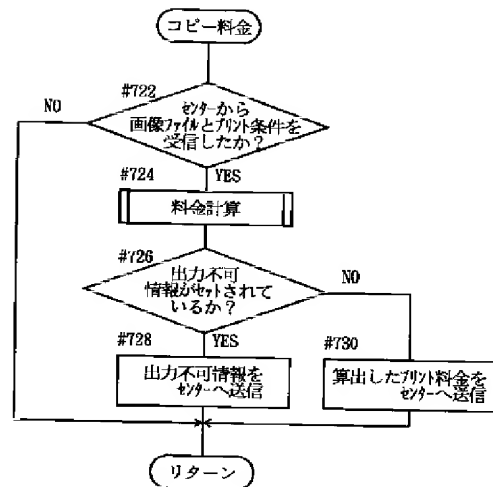 コピー料金
#722
NO
センターから
画像ファイルとプリント条件を
受信したか？
#724
YES
料金計算
#726
出力不可
情報がセットされて
いるか？
NO
#728
YES
#730
出力不可情報を
センターへ送信
算出したプリント料金を
センターへ送信
リターン